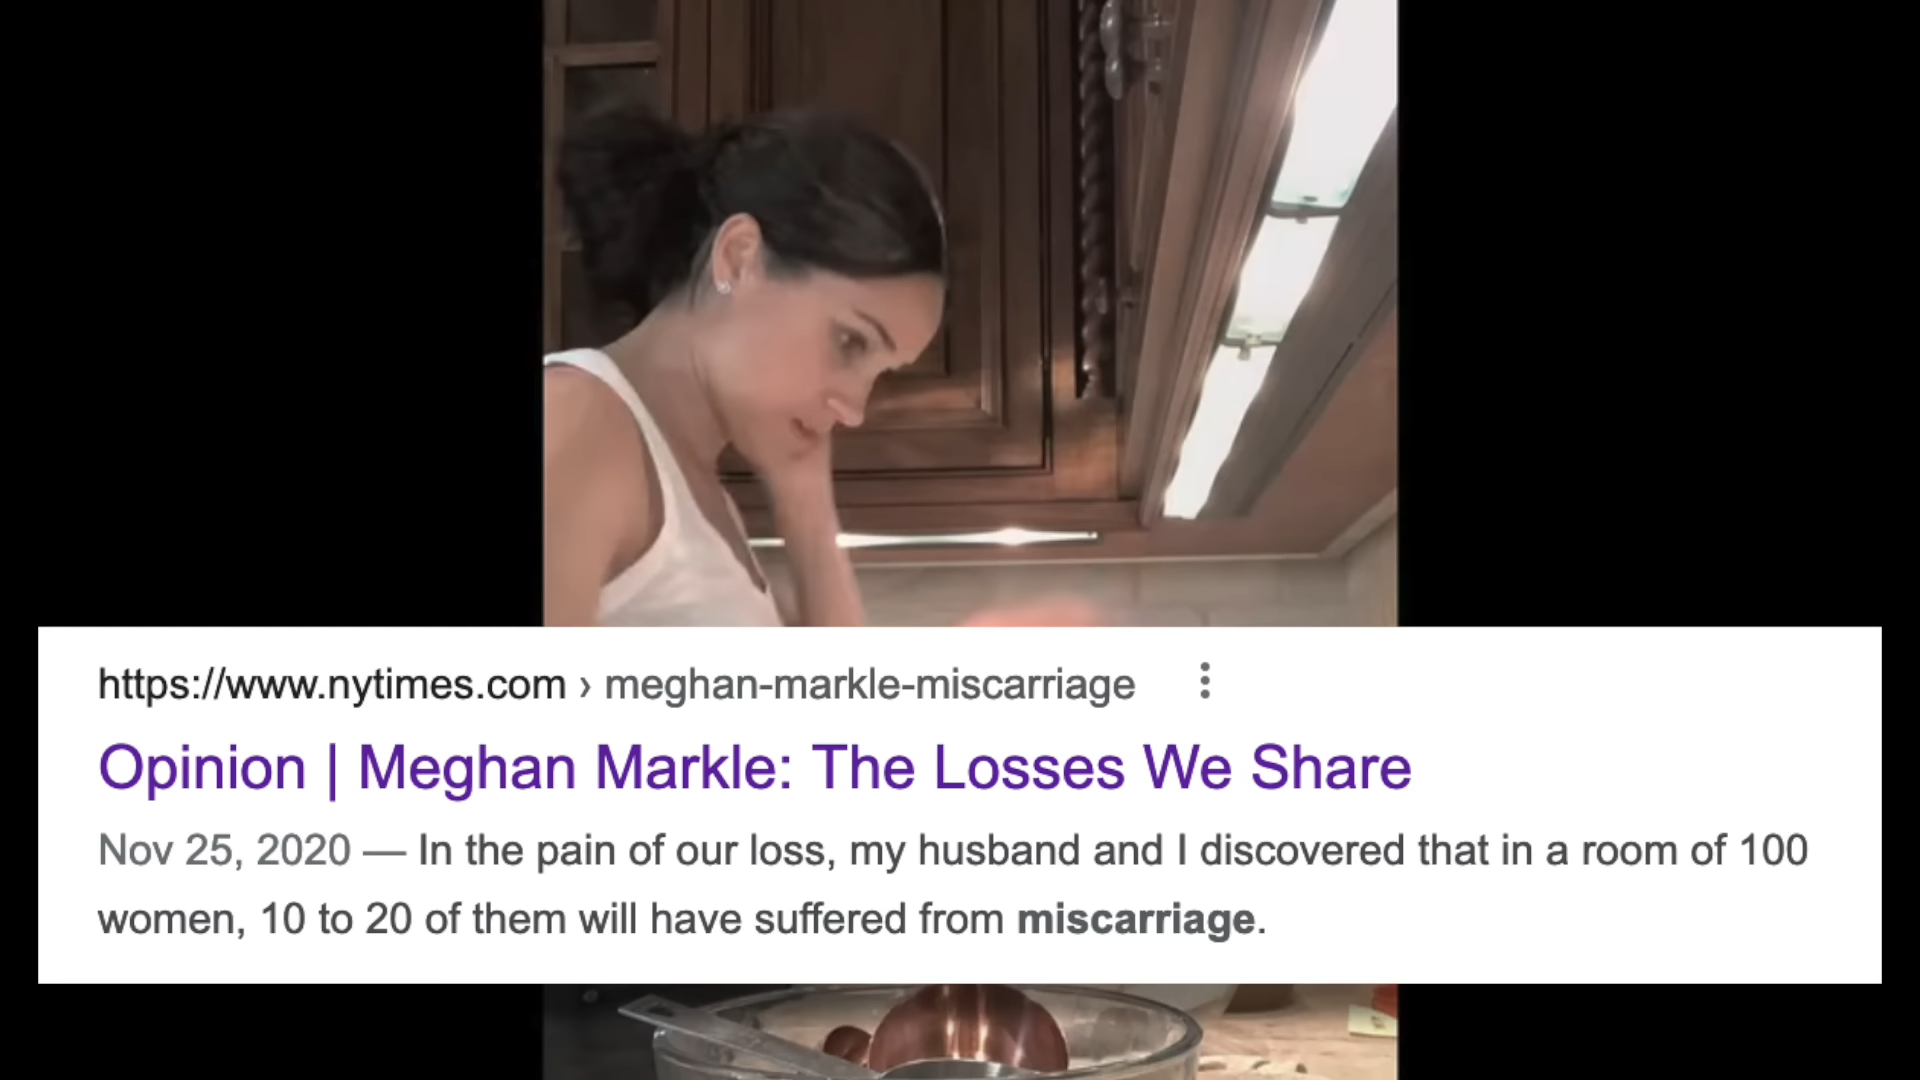 https://www.nytimes.com › meghan-markle-miscarriage
Opinion | Meghan Markle: The Losses We Share
Nov 25, 2020 — In the pain of our loss, my husband and I discovered that in a room of 100
women, 10 to 20 of them will have suffered from miscarriage.